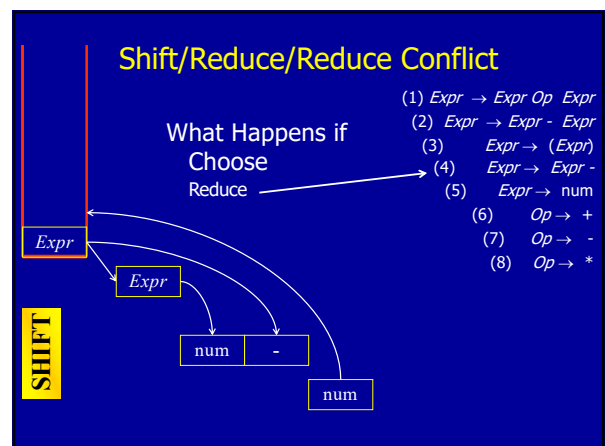 Shift/Reduce/Reduce Conflict
What Happens if
Choose
Reduce
(1) Expr → Expr Op Expr
(2) Expr → Expr - Expr
(3) Expr → (Expr)
(4) Expr → Expr -
(5) Expr → num
(6) Op → +
(7) Op → -
(8) Op → *
Expr
Expr
num -
num
SHIFT